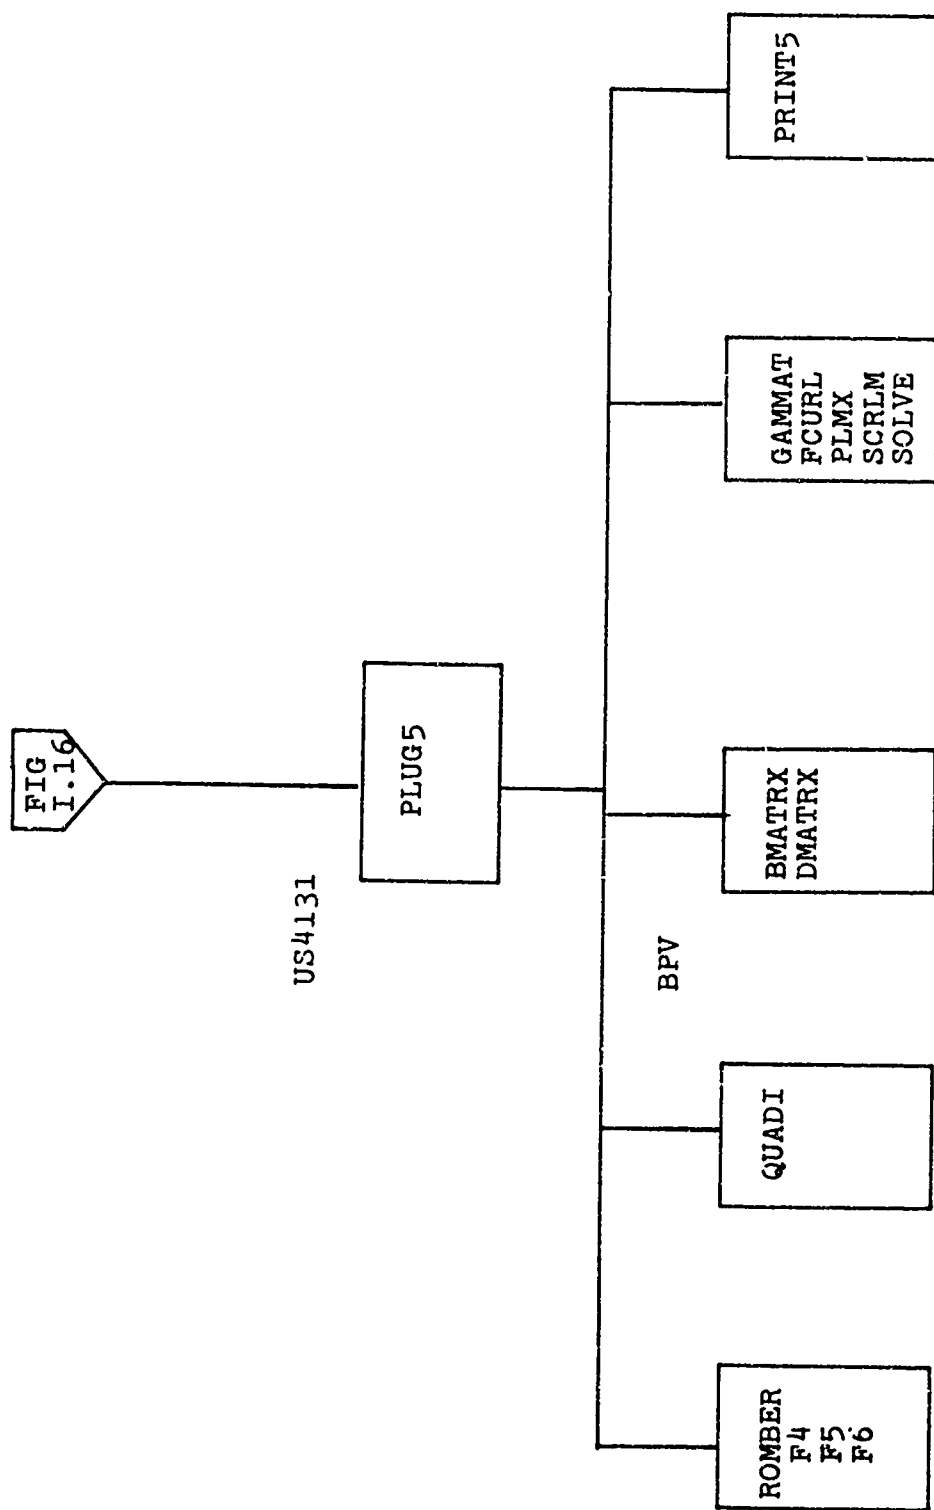 FIG
I.16
US4131
PLUG5
BPV
ROMBER
F4
F5
F6
QUADI
BMATRX
DMATRX
GAMMAT
FCURL
PLMX
SCRLM
SOLVE
PRINT5